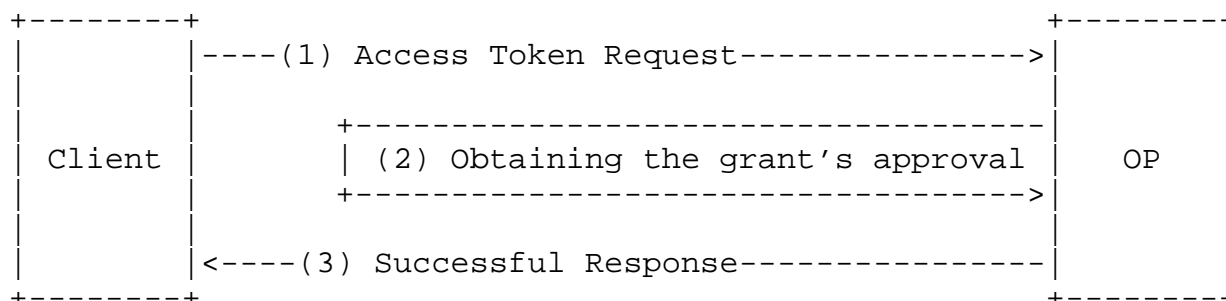 (1) Access Token Request
Client (2) Obtaining the grant's approval OP
(3) Successful Response